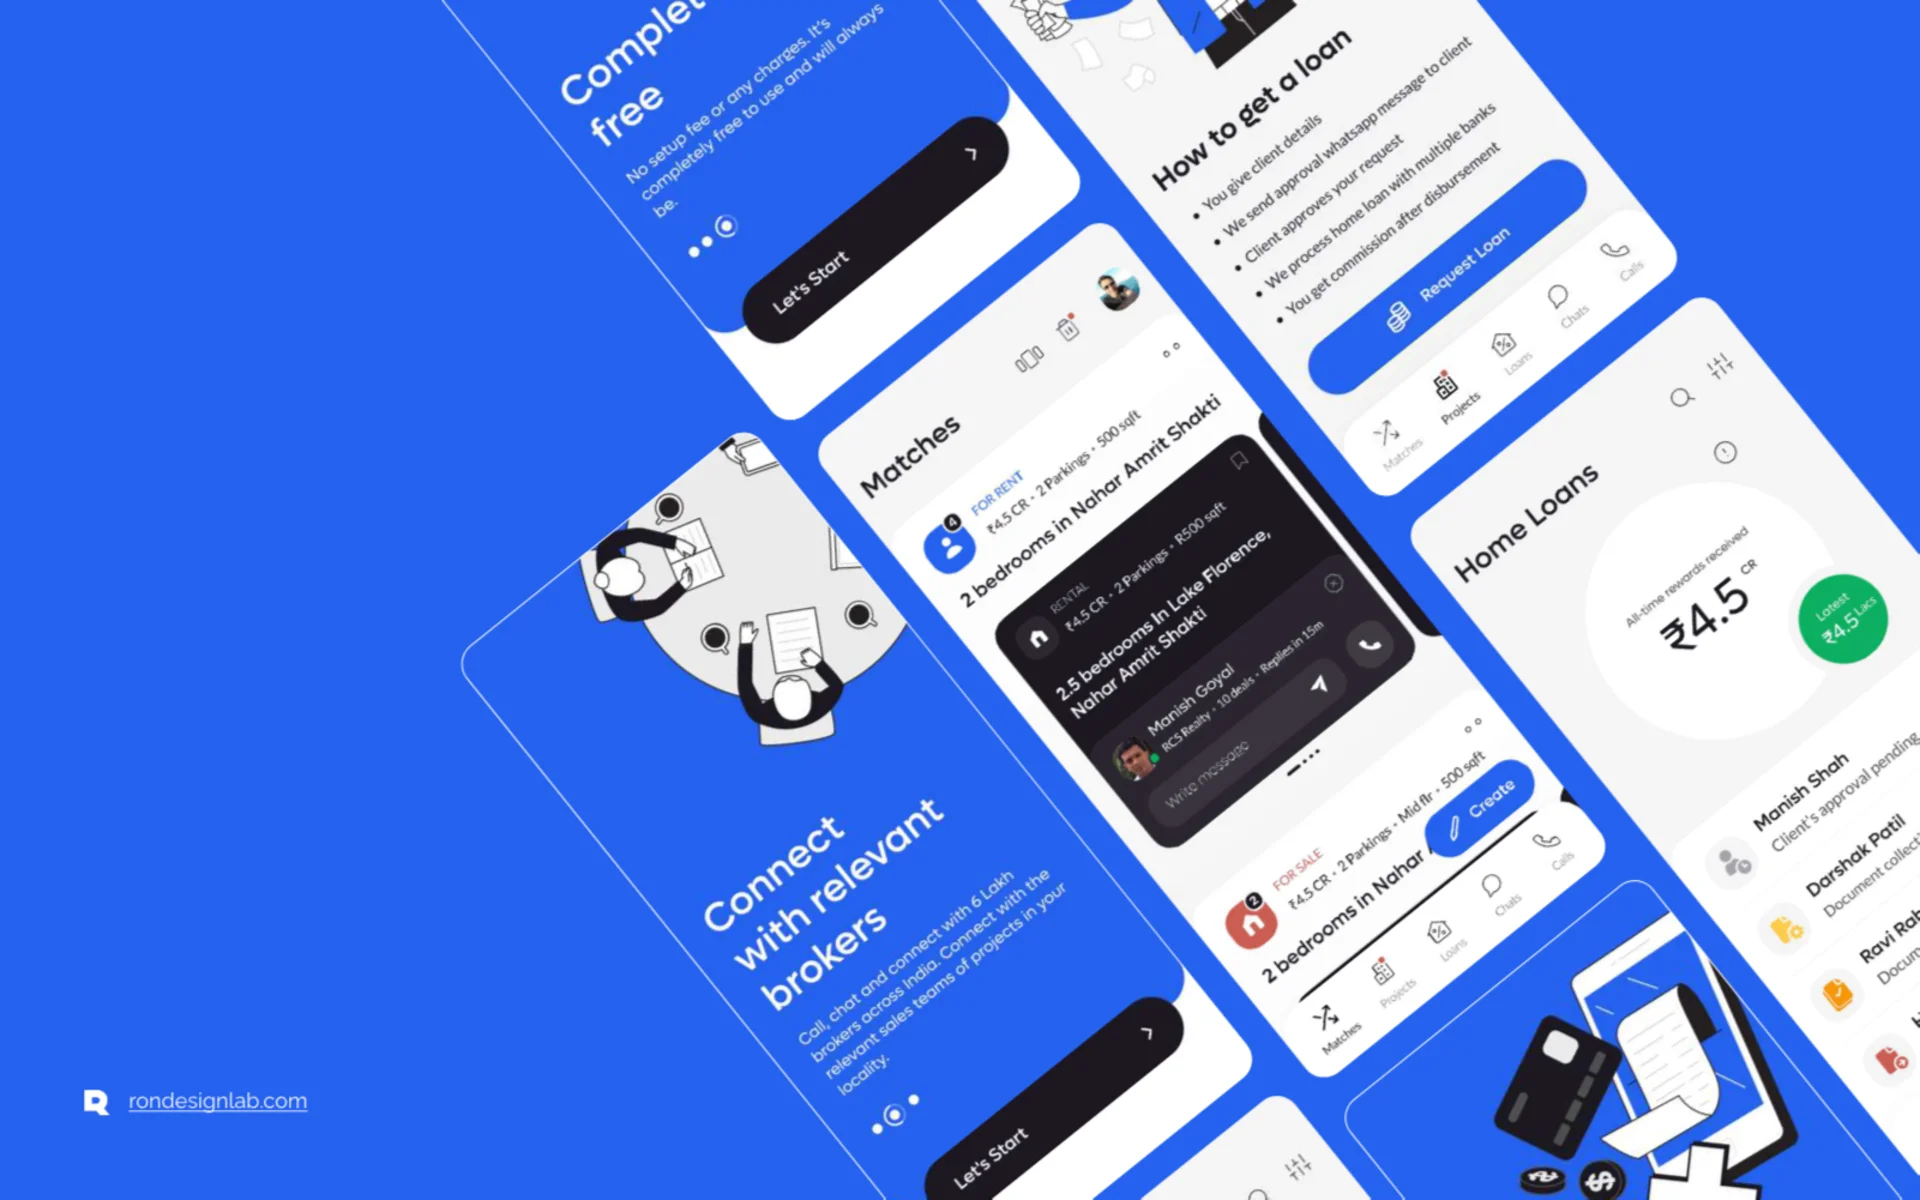 Complet
free
No setup fee or any charges. It's
completely free to use and will always
be.
Let's Start
How to get a loan
• You give client details
• We send approval whatsapp message to client
• Client approves your request
• We process home loan with multiple banks
• You get commission after disbursement
Request Loan
Matches
Projects
Loans
Chats
Calls
Matches
FOR RENT
4
₹4.5 CR • 2 Parkings • 500 sqft
2 bedrooms in Nahar Amrit Shakti
RENTAL
₹4.5 CR • 2 Parkings • R500 sqft
2.5 bedrooms In Lake Florence,
Nahar Amrit Shakti
Manish Goyal
RCS Realty • 10 deals • Replies in 15m
Write message
FOR SALE
2
₹4.5 CR • 2 Parkings • Mid flr • 500 sqft
2 bedrooms in Nahar
Create
Matches
Projects
Loans
Chats
Calls
Home Loans
All-time rewards received
₹4.5 CR
Latest
₹4.5 Lacs
Manish Shah
Client's approval pending
Darshak Patil
Document collecti
Ravi Rab
Docum
Connect
with relevant
brokers
Call, chat and connect with 6 Lakh
brokers across India. Connect with the
relevant sales teams of projects in your
locality.
Let's Start
rondesignlab.com